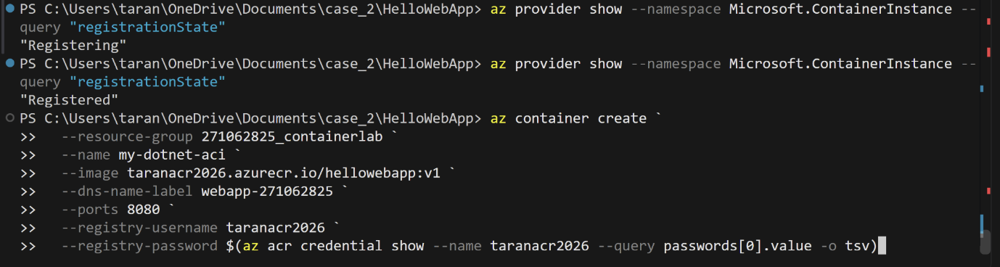 PS C:\Users\taran\OneDrive\Documents\case_2\HelloWebApp> az provider show --namespace Microsoft.ContainerInstance --
query "registrationState"
"Registering"
PS C:\Users\taran\OneDrive\Documents\case_2\HelloWebApp> az provider show --namespace Microsoft.ContainerInstance --
query "registrationState"
"Registered"
PS C:\Users\taran\OneDrive\Documents\case_2\HelloWebApp> az container create `
>>   --resource-group 271062825_containerlab `
>>   --name my-dotnet-aci `
>>   --image taranacr2026.azurecr.io/hellowebapp:v1 `
>>   --dns-name-label webapp-271062825 `
>>   --ports 8080 `
>>   --registry-username taranacr2026 `
>>   --registry-password $(az acr credential show --name taranacr2026 --query passwords[0].value -o tsv)